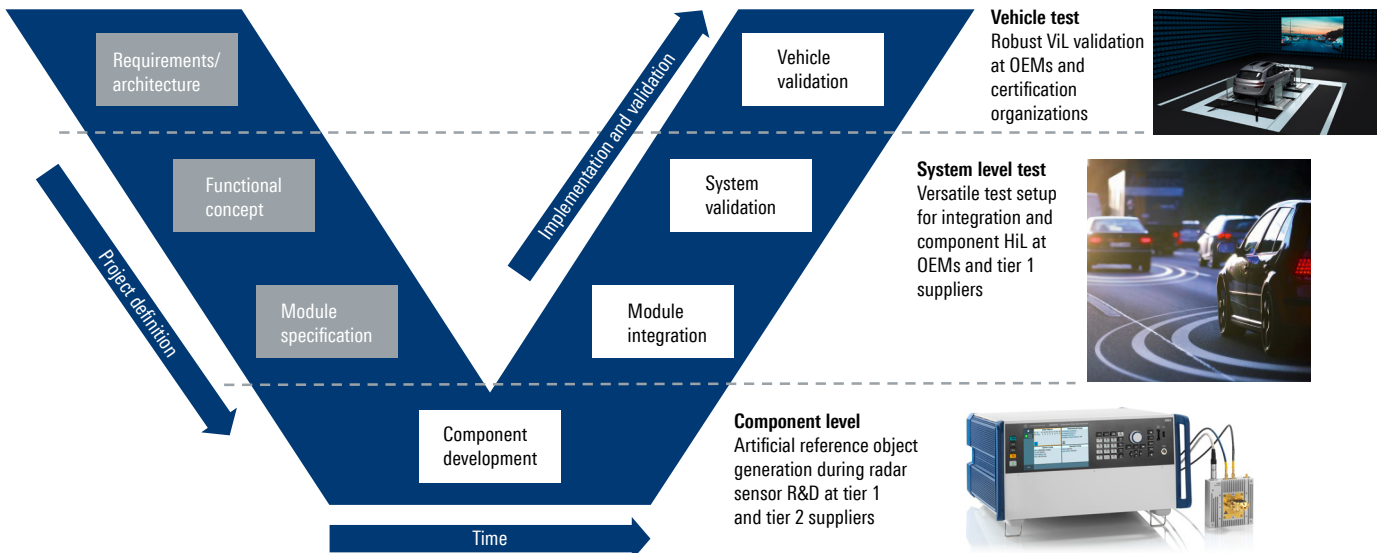 Requirements/
architecture
Functional
concept
Module
specification
Component
development
Module
integration
System
validation
Vehicle
validation
Project definition
Implementation and validation
Time
Vehicle test
Robust ViL validation
at OEMs and
certification
organizations
System level test
Versatile test setup
for integration and
component HiL at
OEMs and tier 1
suppliers
Component level
Artificial reference object
generation during radar
sensor R&D at tier 1
and tier 2 suppliers